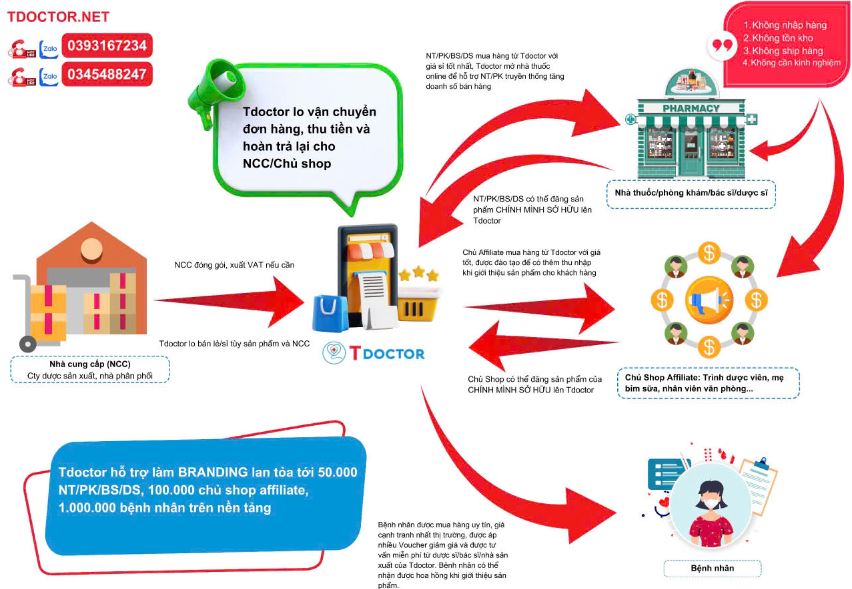 TDOCTOR.NET
Zalo 0393167234
Zalo 0345488247
1. Không nhập hàng
2. Không tồn kho
3. Không ship hàng
4. Không cần kinh nghiệm
NT/PK/BS/DS mua hàng từ Tdoctor với
giá sỉ tốt nhất, Tdoctor mở nhà thuốc
online để hỗ trợ NT/PK truyền thống tăng
doanh số bán hàng
Tdoctor lo vận chuyển
đơn hàng, thu tiền và
hoàn trả lại cho
NCC/Chủ shop
PHARMACY
Nhà thuốc/phòng khám/bác sĩ/dược sĩ
NT/PK/BS/DS có thể đăng sản
phẩm CHÍNH MÌNH SỞ HỮU lên
Tdoctor
NCC đóng gói, xuất VAT nếu cần
Chủ Affiliate mua hàng từ Tdoctor với giá
tốt, được đào tạo để có thêm thu nhập
khi giới thiệu sản phẩm cho khách hàng
Tdoctor lo bán lẻ/sỉ tùy sản phẩm và NCC
TDOCTOR
Nhà cung cấp (NCC)
Cty dược sản xuất, nhà phân phối
Chủ Shop có thể đăng sản phẩm của
CHÍNH MÌNH SỞ HỮU lên Tdoctor
Chủ Shop Affiliate: Trình dược viên, mẹ
bỉm sữa, nhân viên văn phòng...
Tdoctor hỗ trợ làm BRANDING lan tỏa tới 50.000
NT/PK/BS/DS, 100.000 chủ shop affiliate,
1.000.000 bệnh nhân trên nền tảng
Bệnh nhân được mua hàng uy tín, giá
cạnh tranh nhất thị trường, được áp
nhiều Voucher giảm giá và được tư
vấn miễn phí từ dược sĩ/bác sĩ/nhà sản
xuất của Tdoctor. Bệnh nhân có thể
nhận được hoa hồng khi giới thiệu sản
phẩm.
Bệnh nhân